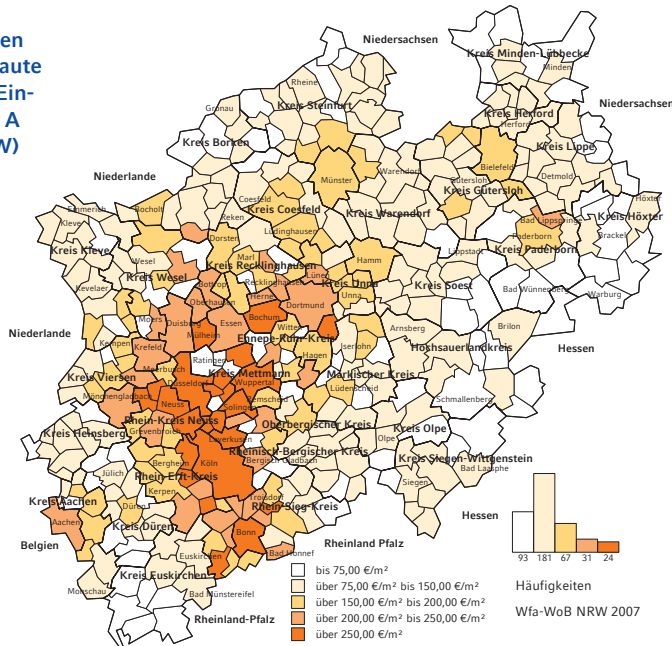 en
aute
Ein-
A
W)
Niedersachsen
Kreis Minden-Lübbecke
Minden
Rheine
Kreis Steinfurt
Gronau
Niedersachsen
Kreis Herford
Herford
Kreis Borken
Kreis Lippe
Bielefeld
Niederlande
Münster
Warendorf
Gütersloh
Detmold
Kreis Gütersloh
Höxter
Emmerich
Bocholt
Coesfeld
Kreis Coesfeld
Reken
Kreis Warendorf
Kreis Höxter
Kleve
Bad Lippspringe
Lüdinghausen
Paderborn
Brackel
Dorsten
Kreis Kleve
Kreis Paderborn
Wesel
Marl
Hamm
Lippstadt
Kreis Recklinghausen
Kreis Wesel
Lünen
Kevelaer
Bottrop
Recklinghausen
Kreis Unna
Kreis Soest
Bad Wünnenberg
Herne
Unna
Warburg
Oberhausen
Dortmund
Niederlande
Moers
Duisburg
Essen
Bochum
Witten
Arnsberg
Brilon
Mülheim
Ennepe-Ruhr-Kreis
Kempen
Krefeld
Iserlohn
Hochsauerlandkreis
Hessen
Hagen
Ratingen
Meerbusch
Kreis Viersen
Kreis Mettmann
Märkischer Kreis
Düsseldorf
Wuppertal
Lüdenscheid
Mönchengladbach
Remscheid
Schmallenberg
Neuss
Solingen
Rhein-Kreis Neuss
Oberbergischer Kreis
Grevenbroich
Kreis Olpe
Kreis Heinsberg
Leverkusen
Olpe
Rheinisch-Bergischer Kreis
Bergisch Gladbach
Kreis Siegen-Wittgenstein
Bergheim
Köln
Bad Laasphe
Jülich
Rhein-Erft-Kreis
Siegen
Kerpen
Troisdorf
Kreis Aachen
Düren
Rhein-Sieg-Kreis
Hessen
Aachen
Kreis Düren
Bonn
Belgien
Rheinland Pfalz
Euskirchen
Bad Honnef
93 181 67 31 24
Kreis Euskirchen
Monschau
Bad Münstereifel
Rheinland-Pfalz
bis 75,00 €/m²
über 75,00 €/m² bis 150,00 €/m²
über 150,00 €/m² bis 200,00 €/m²
über 200,00 €/m² bis 250,00 €/m²
über 250,00 €/m²
Häufigkeiten
Wfa-WoB NRW 2007